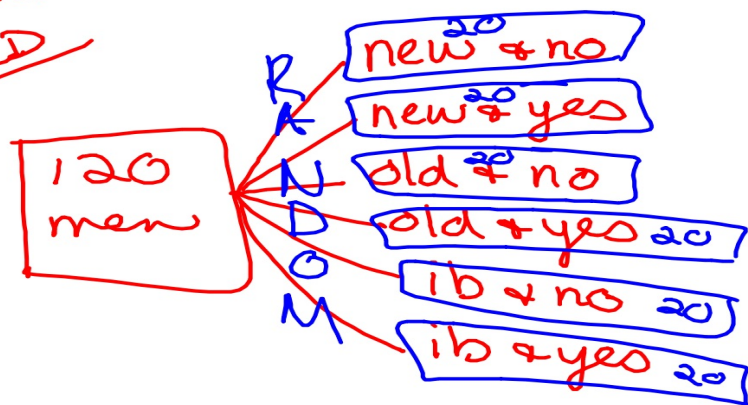 D
120
men
RANDOM
20
new & no
20
new & yes
20
old & no
old & yes 20
ib & no 20
ib & yes 20